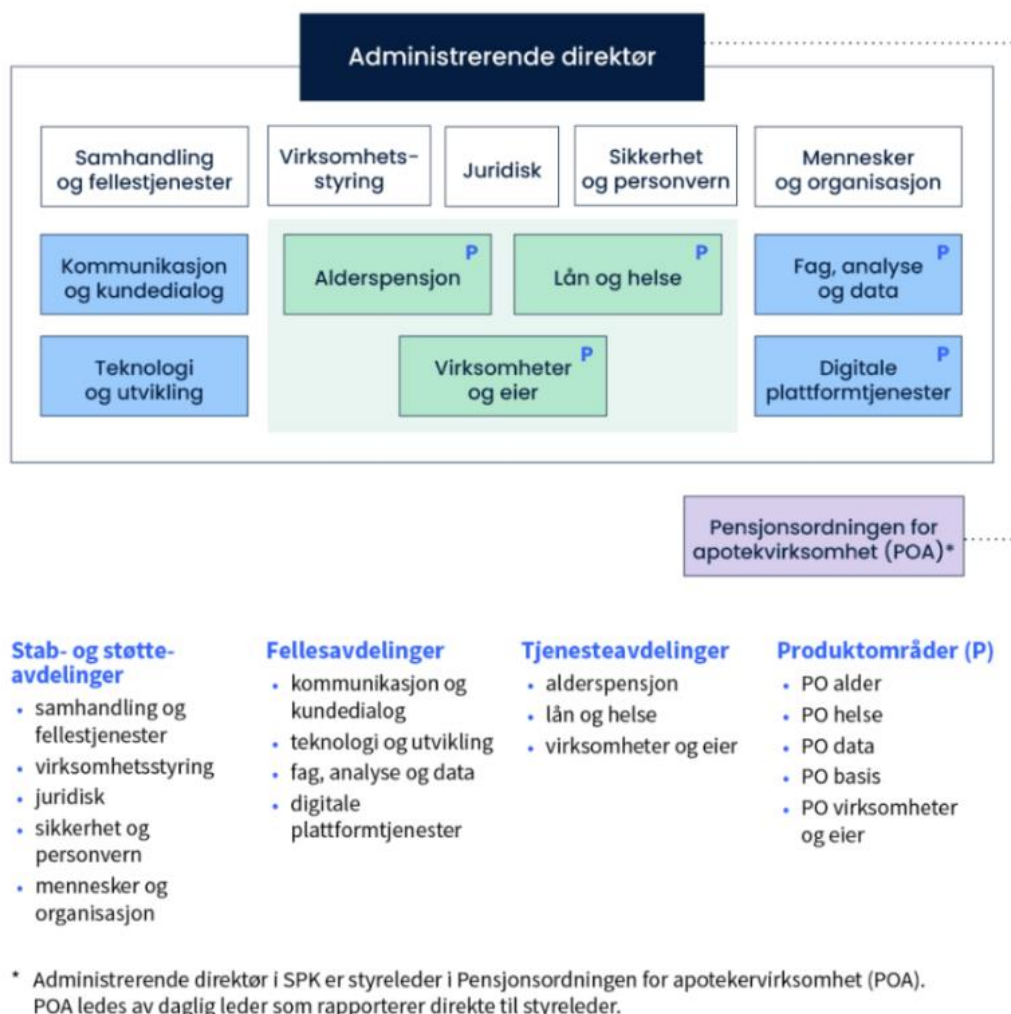 Administrerende direktør
Samhandling
og fellestjenester
Virksomhets-
styring
Juridisk
Sikkerhet
og personvern
Mennesker
og organisasjon
Kommunikasjon
og kundedialog
P
Alderspensjon
P
Lån og helse
P
Fag, analyse
og data
Teknologi
og utvikling
P
Virksomheter
og eier
P
Digitale
plattformtjenester
Pensjonsordningen for
apotekvirksomhet (POA)*
Stab- og støtte-
avdelinger
• samhandling og
fellestjenester
• virksomhetsstyring
• juridisk
• sikkerhet og
personvern
• mennesker og
organisasjon
Fellesavdelinger
• kommunikasjon og
kundedialog
• teknologi og utvikling
• fag, analyse og data
• digitale
plattformtjenester
Tjenesteavdelinger
• alderspensjon
• lån og helse
• virksomheter og eier
Produktområder (P)
• PO alder
• PO helse
• PO data
• PO basis
• PO virksomheter
og eier
* Administrerende direktør i SPK er styreleder i Pensjonsordningen for apotekervirksomhet (POA).
POA ledes av daglig leder som rapporterer direkte til styreleder.